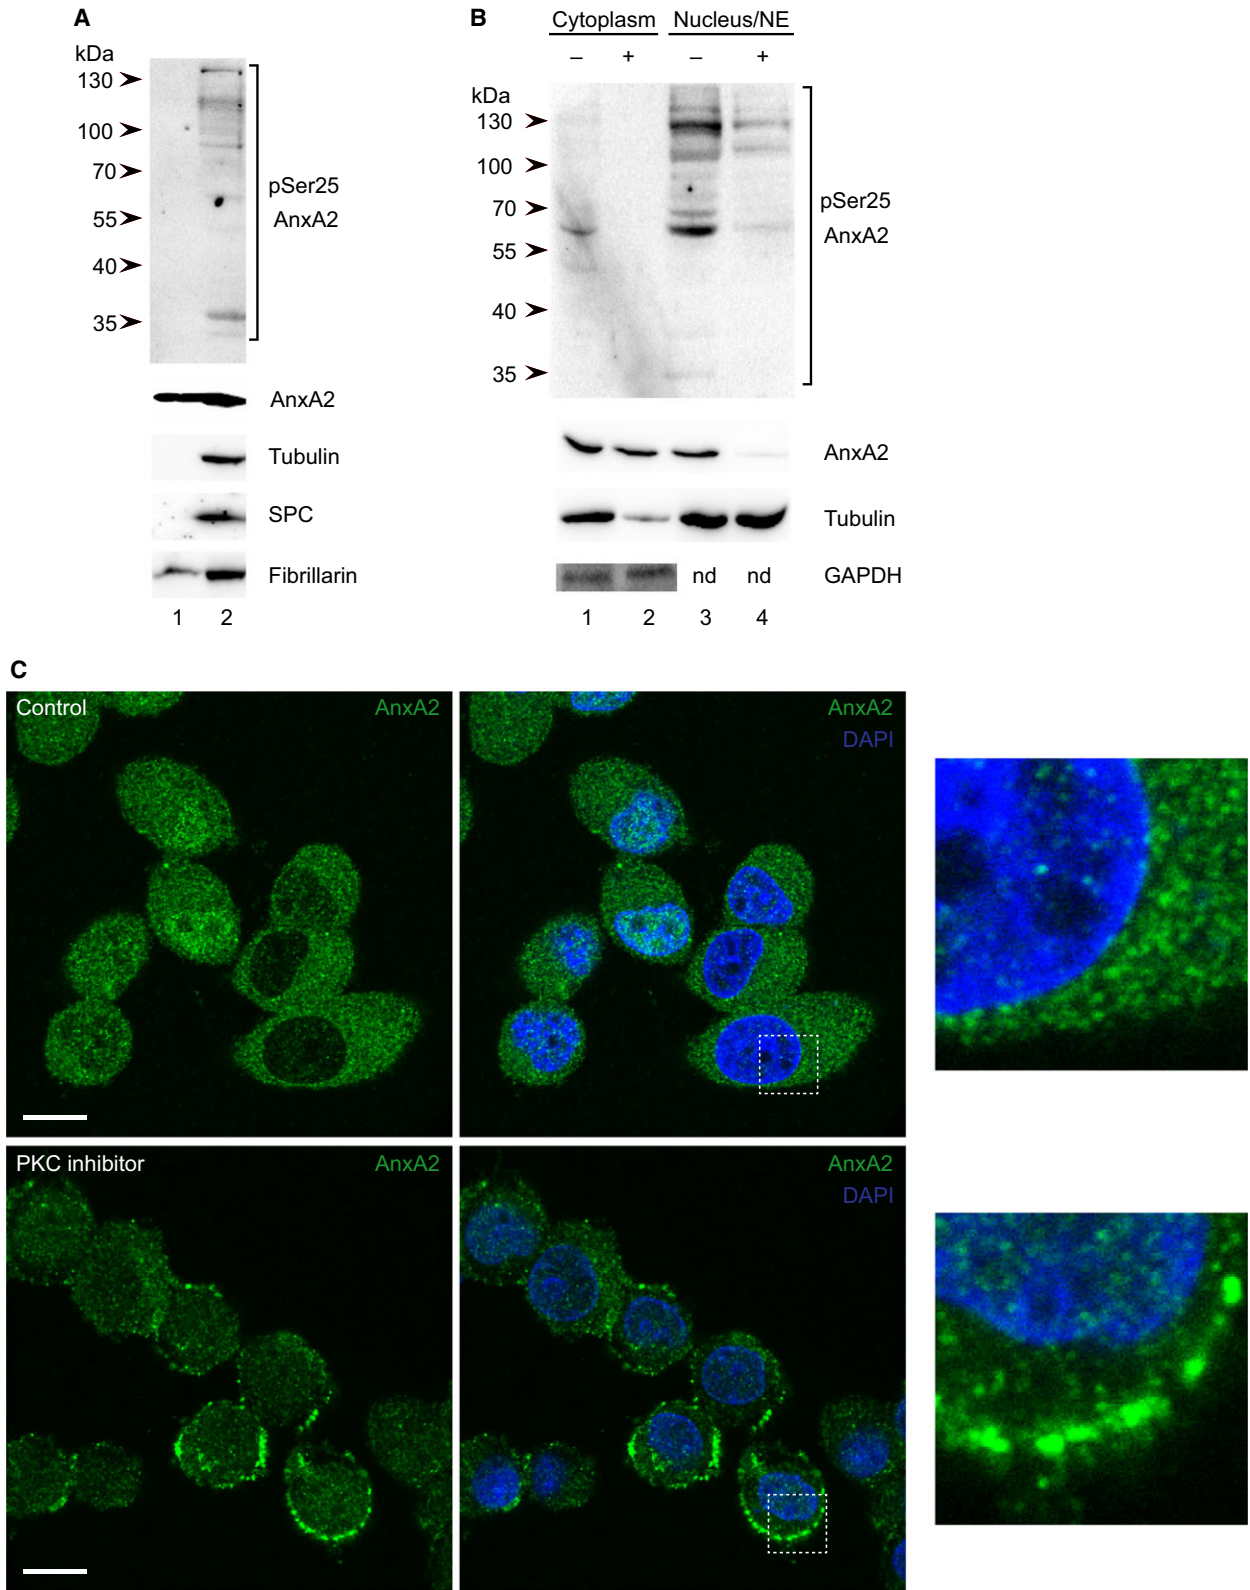 A
kDa
130
100
70
55
40
35
pSer25
AnxA2
AnxA2
Tubulin
SPC
Fibrillarin
1 2
B
Cytoplasm Nucleus/NE
– + – +
kDa
130
100
70
55
40
35
pSer25
AnxA2
AnxA2
Tubulin
nd nd GAPDH
1 2 3 4
C
Control AnxA2
AnxA2
DAPI
PKC inhibitor AnxA2
AnxA2
DAPI